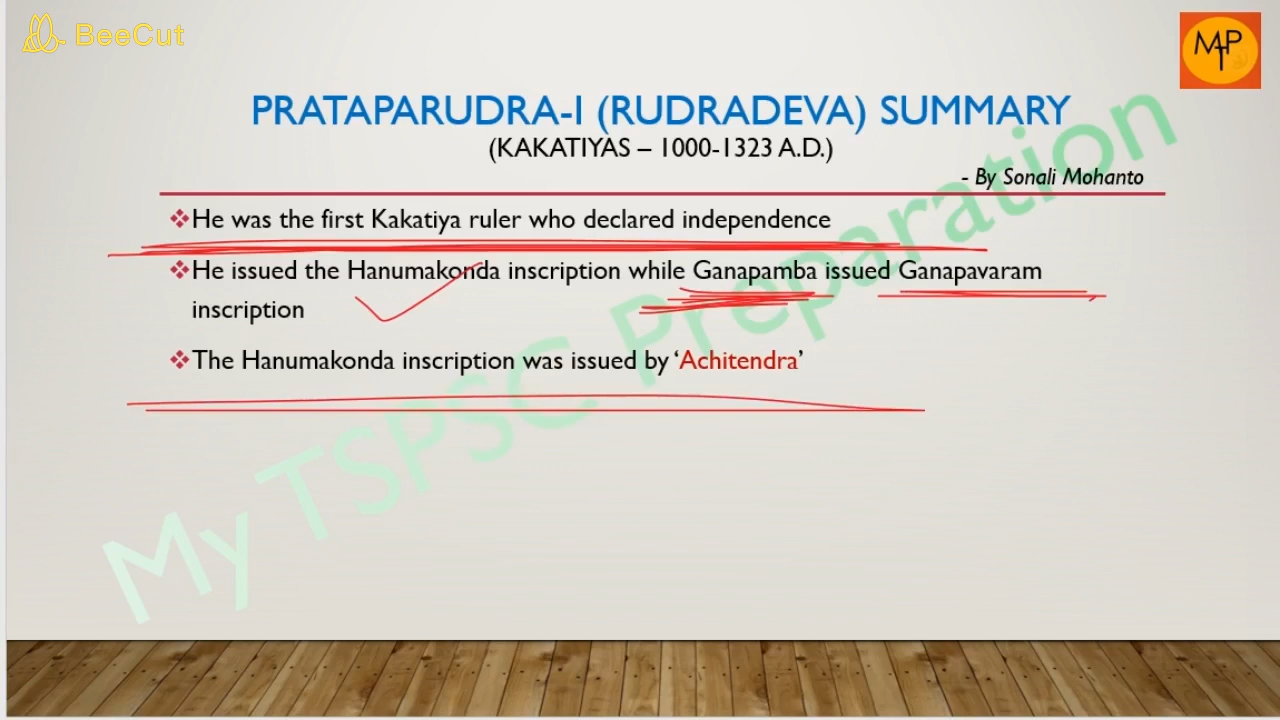 BeeCut
MTP
PRATAPARUDRA-I (RUDRADEVA) SUMMARY
(KAKATIYAS – 1000-1323 A.D.)
- By Sonali Mohanto
❖He was the first Kakatiya ruler who declared independence
❖He issued the Hanumakonda inscription while Ganapamba issued Ganapavaram
inscription
❖The Hanumakonda inscription was issued by ‘Achitendra’
My TSPSC Preparation